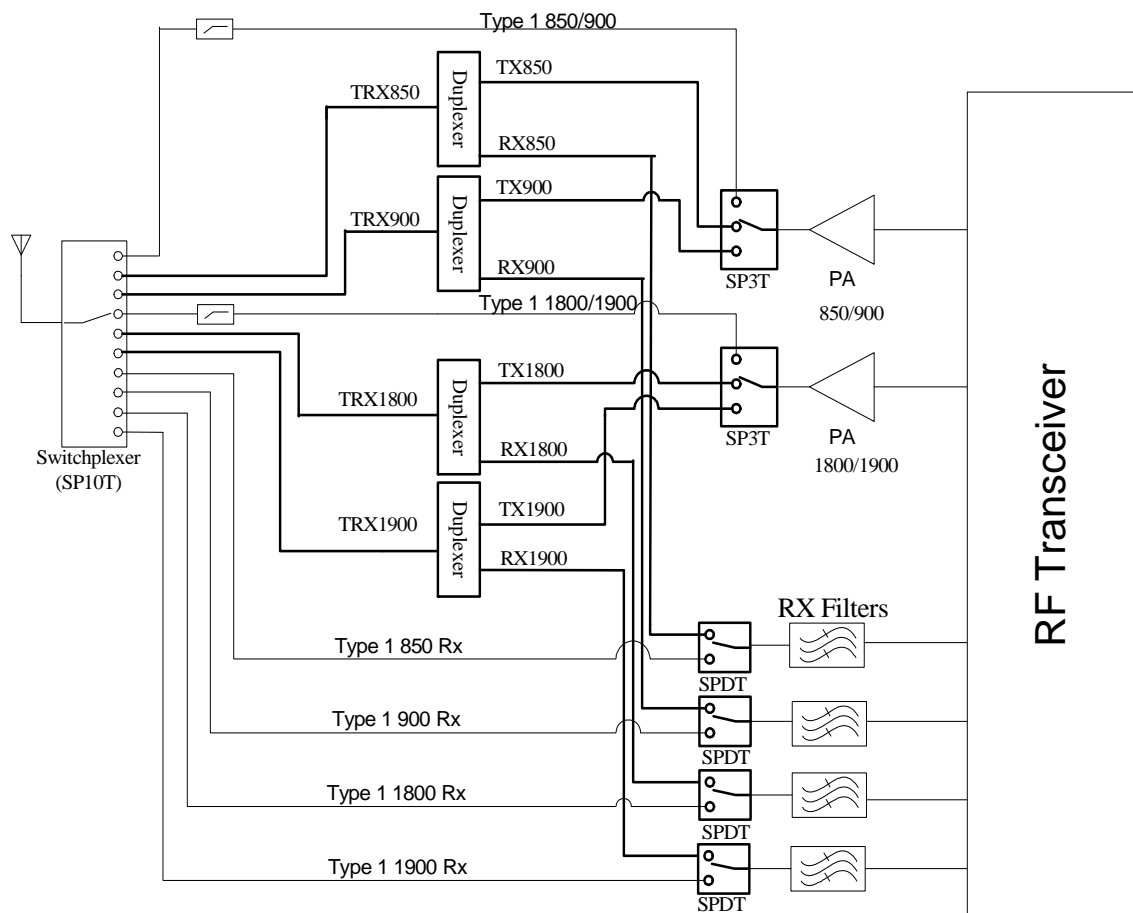 Type 1 850/900
TX850
Duplexer
TRX850
RX850
TX900
Duplexer
TRX900
RX900
SP3T
PA
850/900
Type 1 1800/1900
TX1800
Duplexer
TRX1800
RX1800
SP3T
PA
1800/1900
Switchplexer
(SP10T)
TX1900
Duplexer
TRX1900
RX1900
RF Transceiver
RX Filters
Type 1 850 Rx
SPDT
Type 1 900 Rx
SPDT
Type 1 1800 Rx
SPDT
Type 1 1900 Rx
SPDT